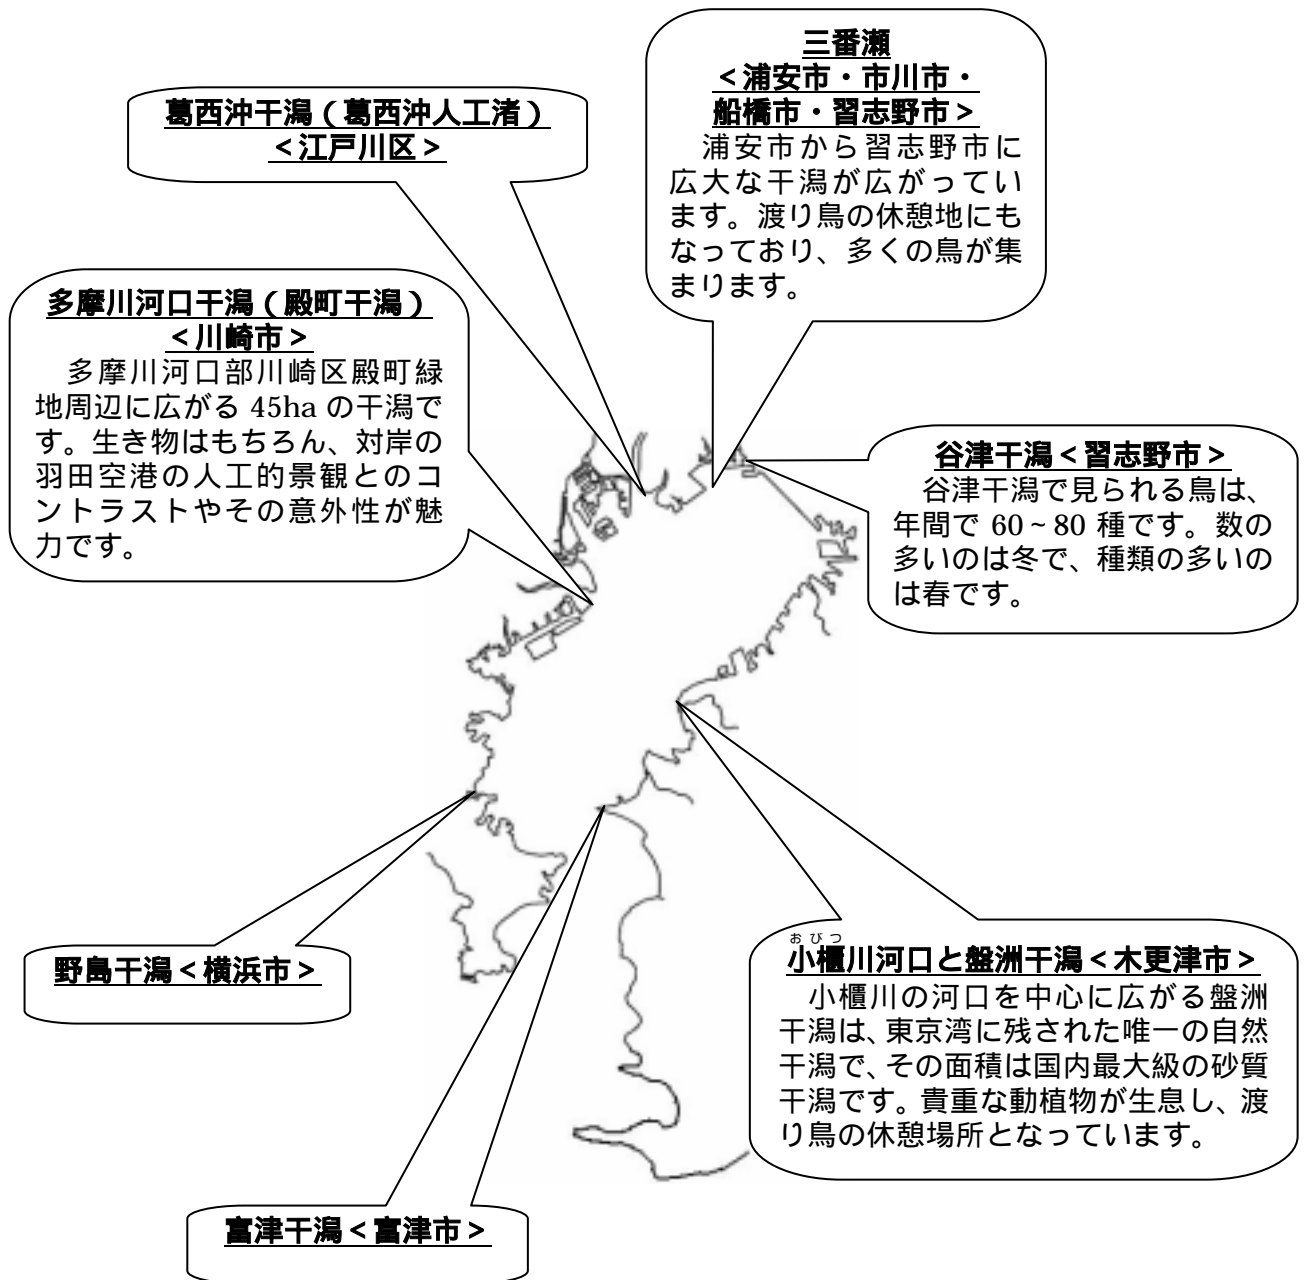 三番瀬
<浦安市・市川市・
船橋市・習志野市>
浦安市から習志野市に
広大な干潟が広がってい
ます。渡り鳥の休憩地にも
なっており、多くの鳥が集
まります。
葛西沖干潟(葛西沖人工渚)
<江戸川区>
多摩川河口干潟(殿町干潟)
<川崎市>
多摩川河口部川崎区殿町緑
地周辺に広がる 45ha の干潟で
す。生き物はもちろん、対岸の
羽田空港の人工的景観とのコ
ントラストやその意外性が魅
力です。
谷津干潟<習志野市>
谷津干潟で見られる鳥は、
年間で 60~80 種です。数の
多いのは冬で、種類の多いの
は春です。
野島干潟<横浜市>
おびつ
小櫃川河口と盤洲干潟<木更津市>
小櫃川の河口を中心に広がる盤洲
干潟は、東京湾に残された唯一の自然
干潟で、その面積は国内最大級の砂質
干潟です。貴重な動植物が生息し、渡
り鳥の休憩場所となっています。
富津干潟<富津市>